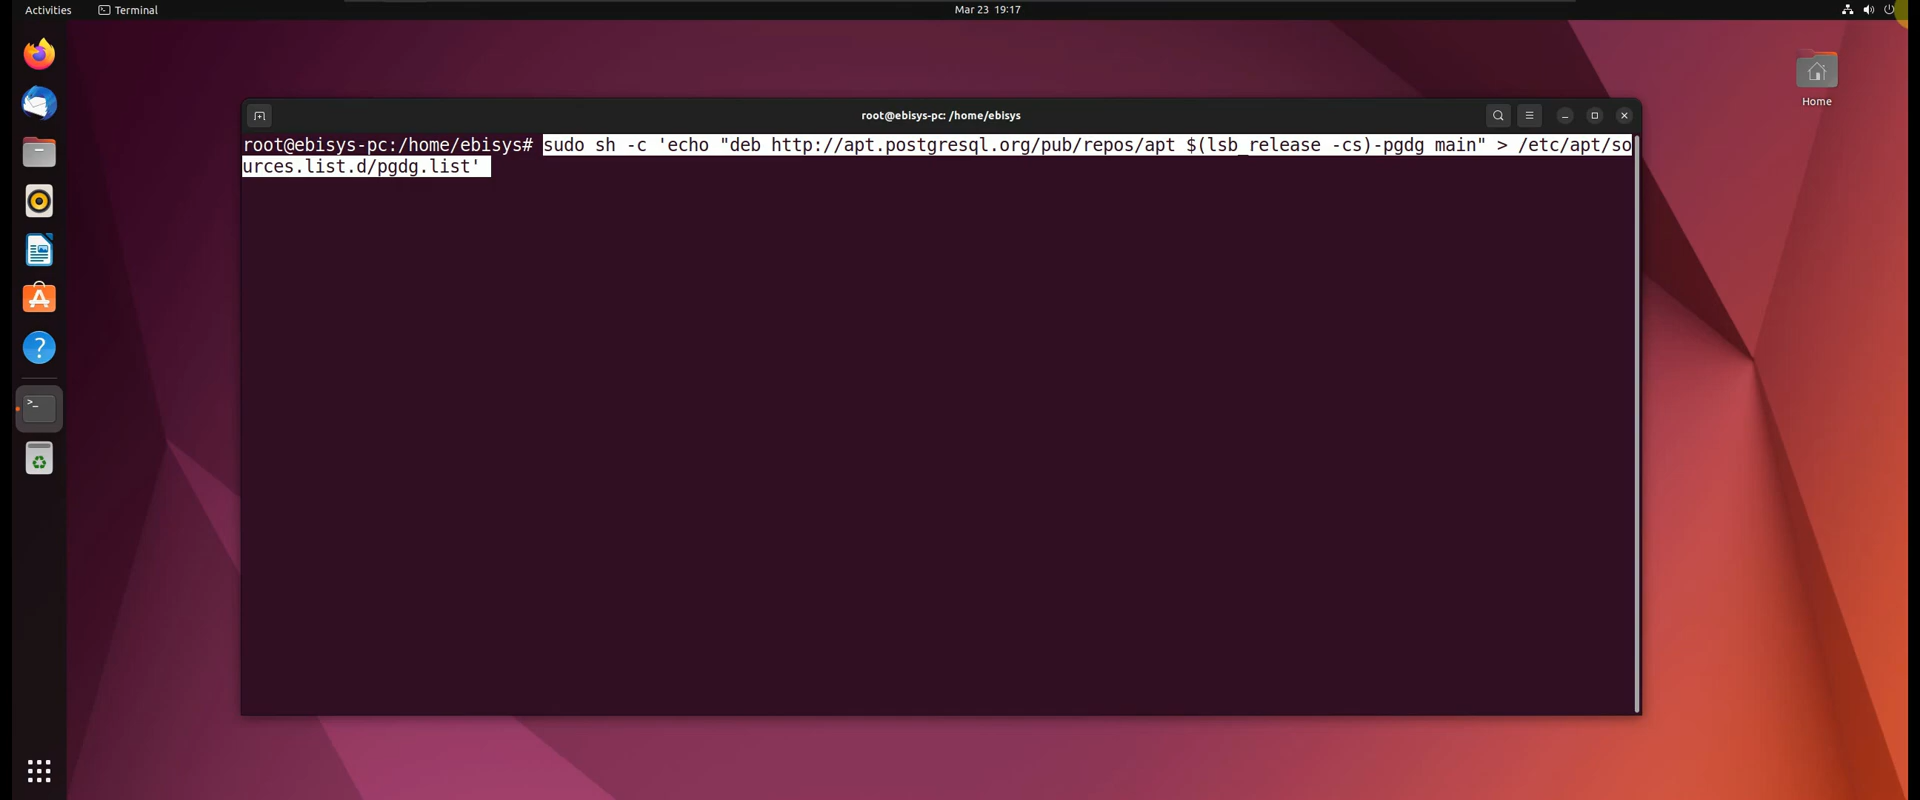 Activities
Terminal
Mar 23 19:17
Home
root@ebisys-pc: /home/ebisys
root@ebisys-pc:/home/ebisys# sudo sh -c 'echo "deb http://apt.postgresql.org/pub/repos/apt $(lsb_release -cs)-pgdg main" > /etc/apt/so
urces.list.d/pgdg.list'